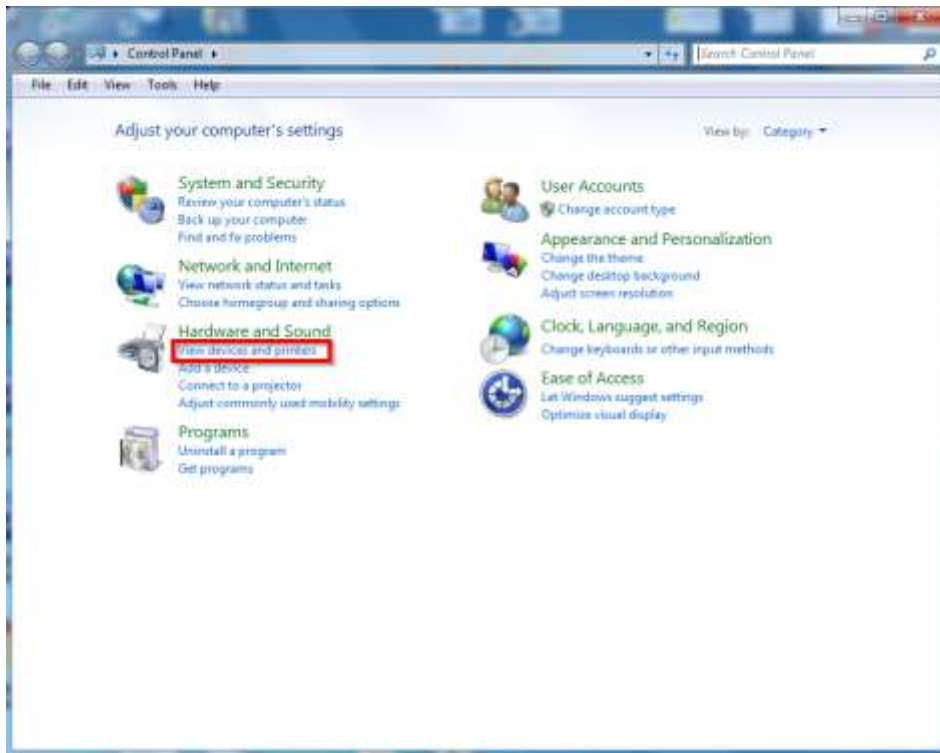 Control Panel
Search Control Panel
File Edit View Tools Help
Adjust your computer's settings
View by: Category
System and Security
Review your computer's status
Back up your computer
Find and fix problems
Network and Internet
View network status and tasks
Choose homegroup and sharing options
Hardware and Sound
View devices and printers
Add a device
Connect to a projector
Adjust commonly used mobility settings
Programs
Uninstall a program
Get programs
User Accounts
Change account type
Appearance and Personalization
Change the theme
Change desktop background
Adjust screen resolution
Clock, Language, and Region
Change keyboards or other input methods
Ease of Access
Let Windows suggest settings
Optimize visual display